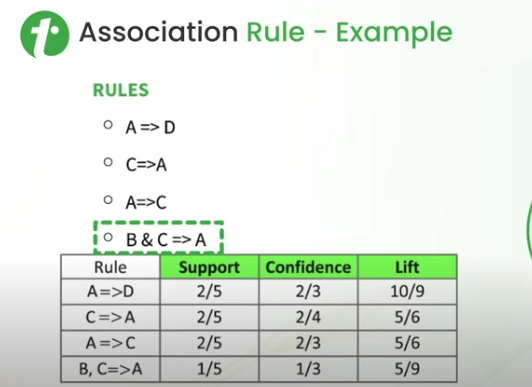 Association Rule - Example
RULES
A => D
C=>A
A=>C
B & C => A
Rule Support Confidence Lift
A=>D 2/5 2/3 10/9
C=>A 2/5 2/4 5/6
A=>C 2/5 2/3 5/6
B, C=>A 1/5 1/3 5/9